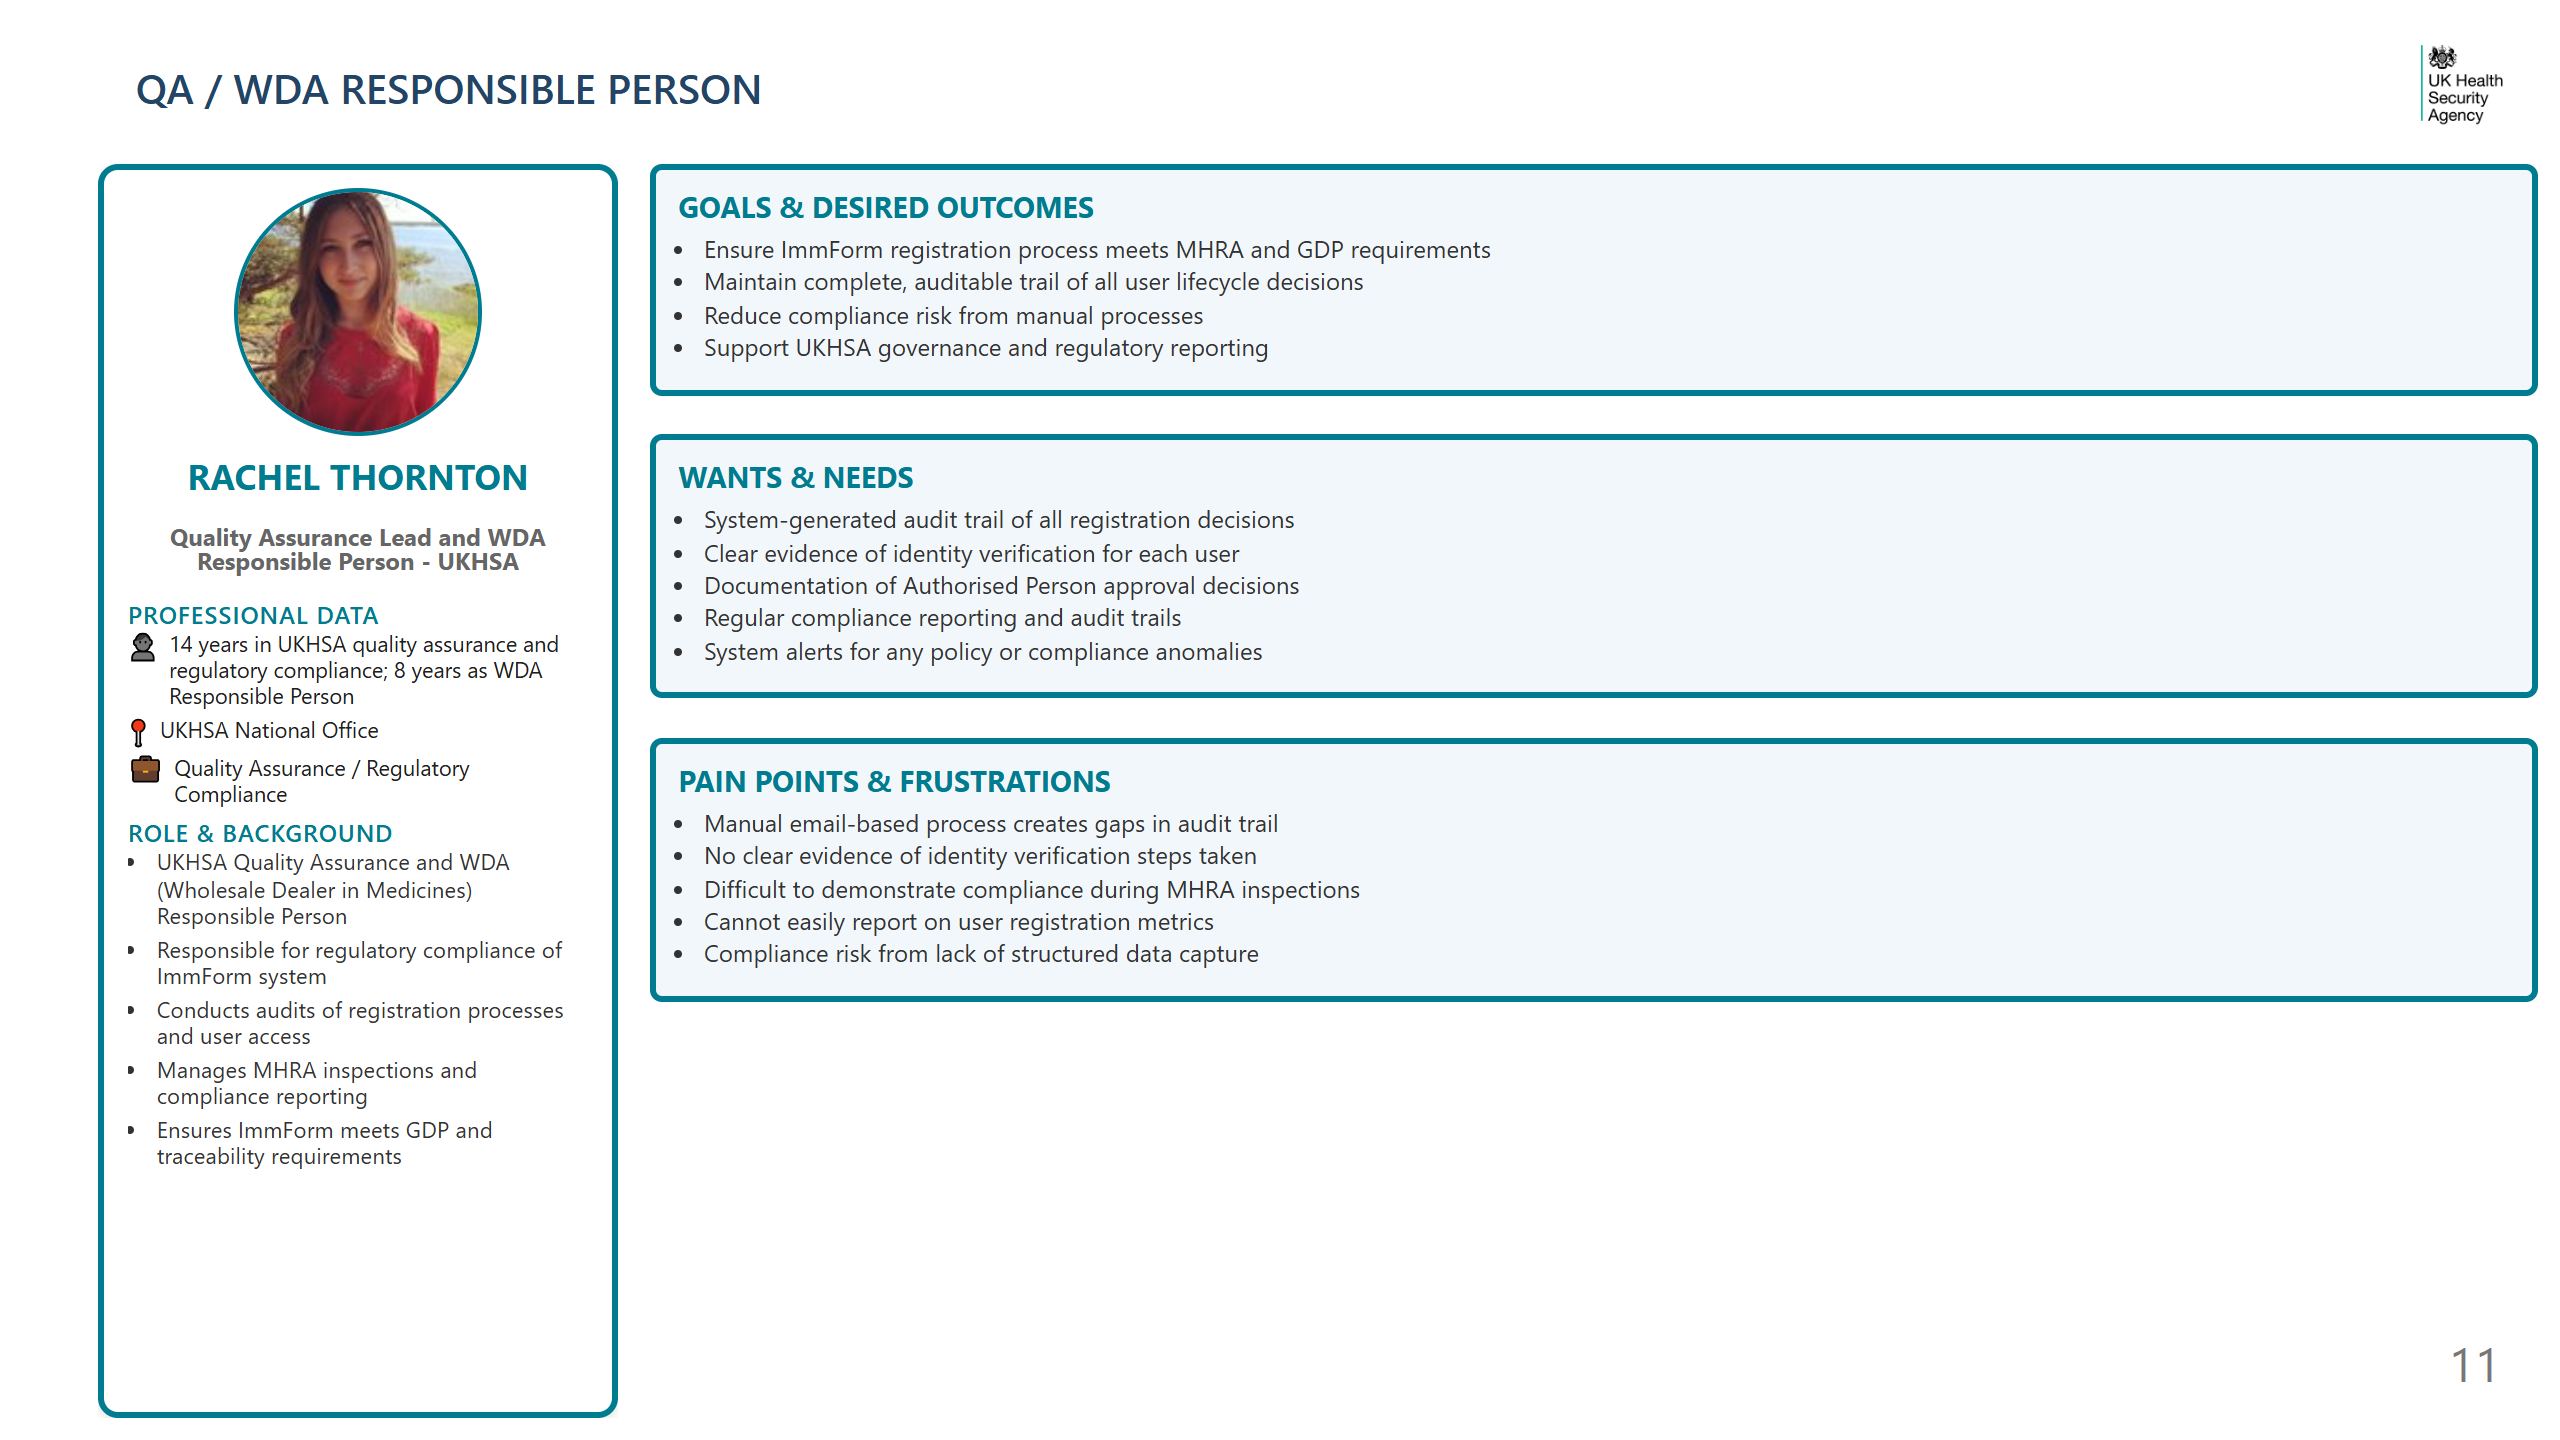 QA / WDA RESPONSIBLE PERSON
UK Health
Security
Agency
RACHEL THORNTON
Quality Assurance Lead and WDA
Responsible Person - UKHSA
PROFESSIONAL DATA
14 years in UKHSA quality assurance and
regulatory compliance; 8 years as WDA
Responsible Person
UKHSA National Office
Quality Assurance / Regulatory
Compliance
ROLE & BACKGROUND
• UKHSA Quality Assurance and WDA
(Wholesale Dealer in Medicines)
Responsible Person
• Responsible for regulatory compliance of
ImmForm system
• Conducts audits of registration processes
and user access
• Manages MHRA inspections and
compliance reporting
• Ensures ImmForm meets GDP and
traceability requirements
GOALS & DESIRED OUTCOMES
• Ensure ImmForm registration process meets MHRA and GDP requirements
• Maintain complete, auditable trail of all user lifecycle decisions
• Reduce compliance risk from manual processes
• Support UKHSA governance and regulatory reporting
WANTS & NEEDS
• System-generated audit trail of all registration decisions
• Clear evidence of identity verification for each user
• Documentation of Authorised Person approval decisions
• Regular compliance reporting and audit trails
• System alerts for any policy or compliance anomalies
PAIN POINTS & FRUSTRATIONS
• Manual email-based process creates gaps in audit trail
• No clear evidence of identity verification steps taken
• Difficult to demonstrate compliance during MHRA inspections
• Cannot easily report on user registration metrics
• Compliance risk from lack of structured data capture
11